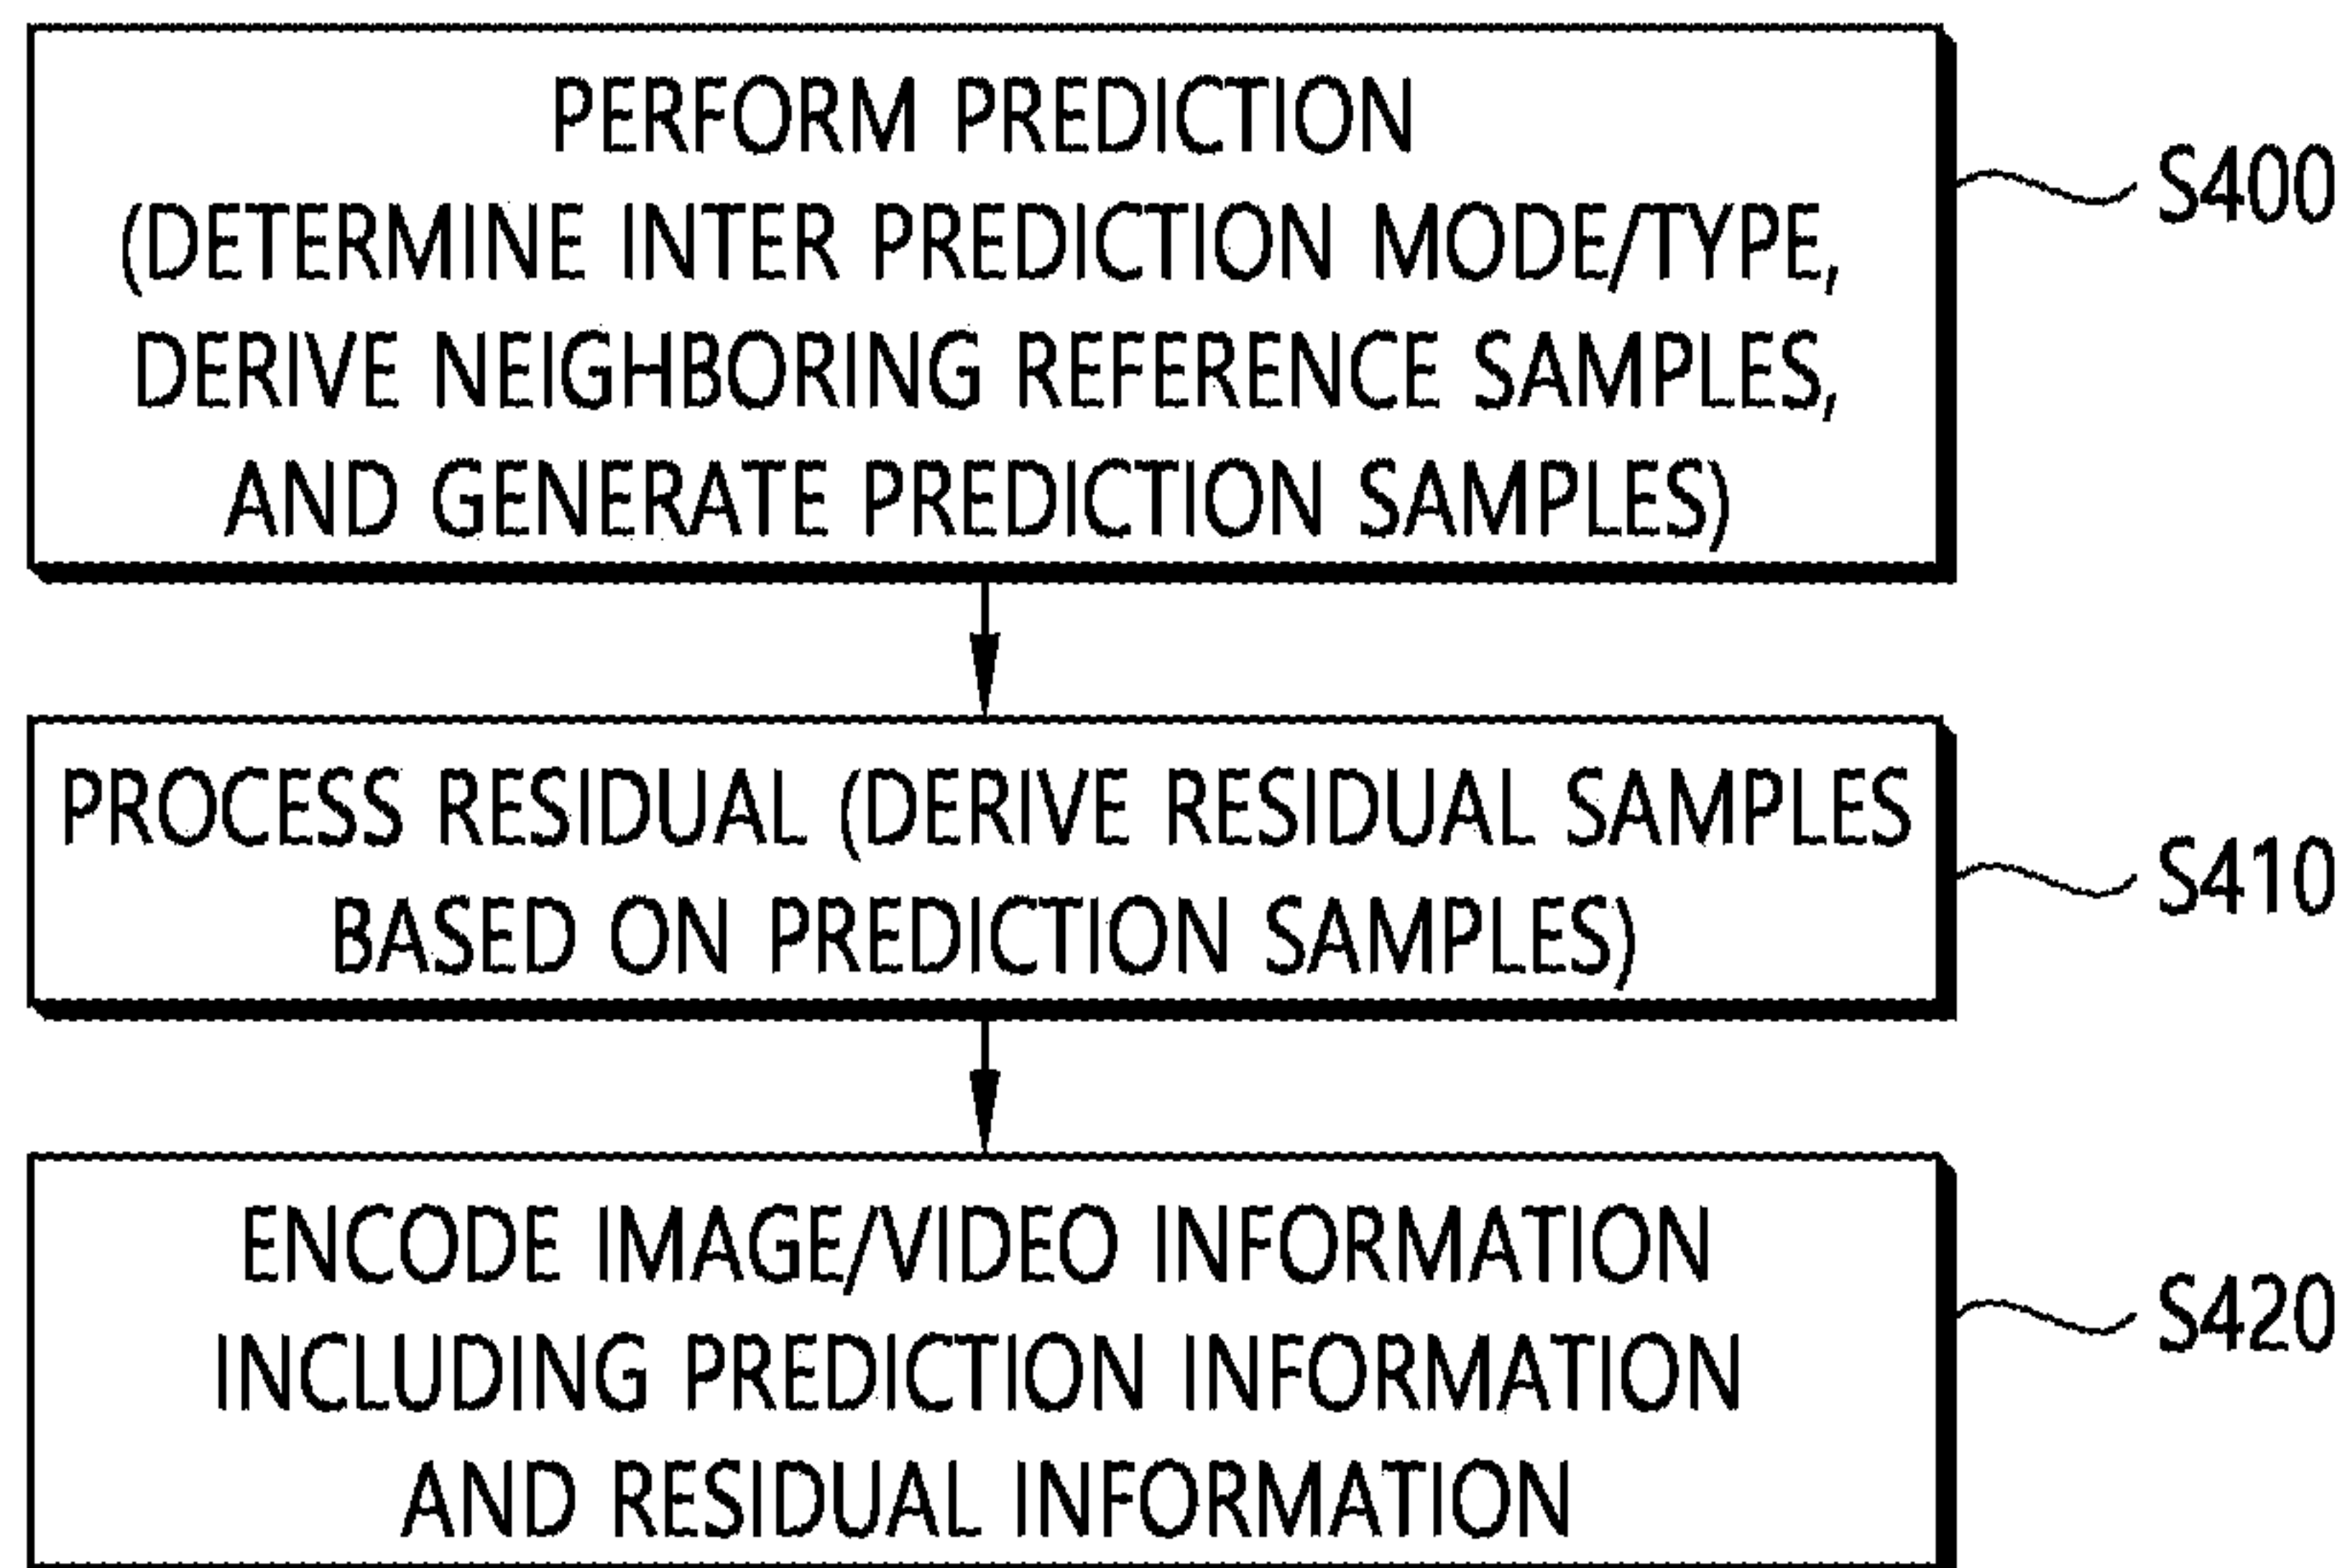 PERFORM PREDICTION
(DETERMINE INTER PREDICTION MODE/TYPE,
DERIVE NEIGHBORING REFERENCE SAMPLES,
AND GENERATE PREDICTION SAMPLES)
S400
PROCESS RESIDUAL (DERIVE RESIDUAL SAMPLES
BASED ON PREDICTION SAMPLES)
S410
ENCODE IMAGE/VIDEO INFORMATION
INCLUDING PREDICTION INFORMATION
AND RESIDUAL INFORMATION
S420